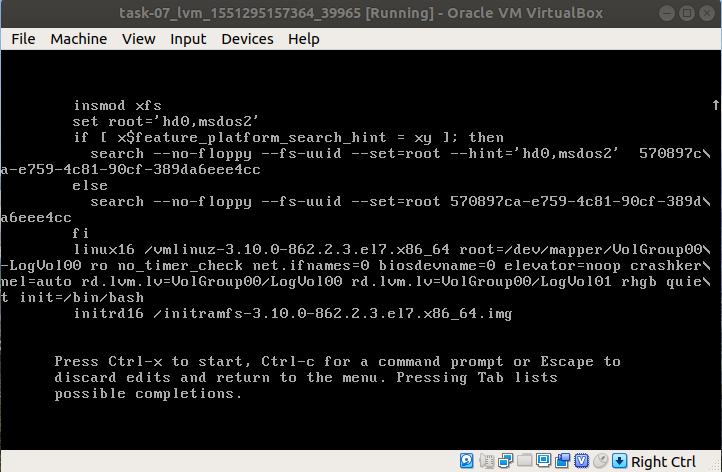 task-07_lvm_1551295157364_39965 [Running] - Oracle VM VirtualBox
File Machine View Input Devices Help
insmod xfs
set root='hd0,msdos2'
if [ x$feature_platform_search_hint = xy ]; then
search --no-floppy --fs-uuid --set=root --hint='hd0,msdos2' 570897c\
a-e759-4c81-90cf-389da6eee4cc
else
search --no-floppy --fs-uuid --set=root 570897ca-e759-4c81-90cf-389d\
a6eee4cc
fi
linux16 /vmlinuz-3.10.0-862.2.3.el7.x86_64 root=/dev/mapper/VolGroup00\
-LogVol00 ro no_timer_check net.ifnames=0 biosdevname=0 elevator=noop crashker\
nel=auto rd.lvm.lv=VolGroup00/LogVol00 rd.lvm.lv=VolGroup00/LogVol01 rhgb quie\
t init=/bin/bash
initrd16 /initramfs-3.10.0-862.2.3.el7.x86_64.img
Press Ctrl-x to start, Ctrl-c for a command prompt or Escape to
discard edits and return to the menu. Pressing Tab lists
possible completions.
Right Ctrl